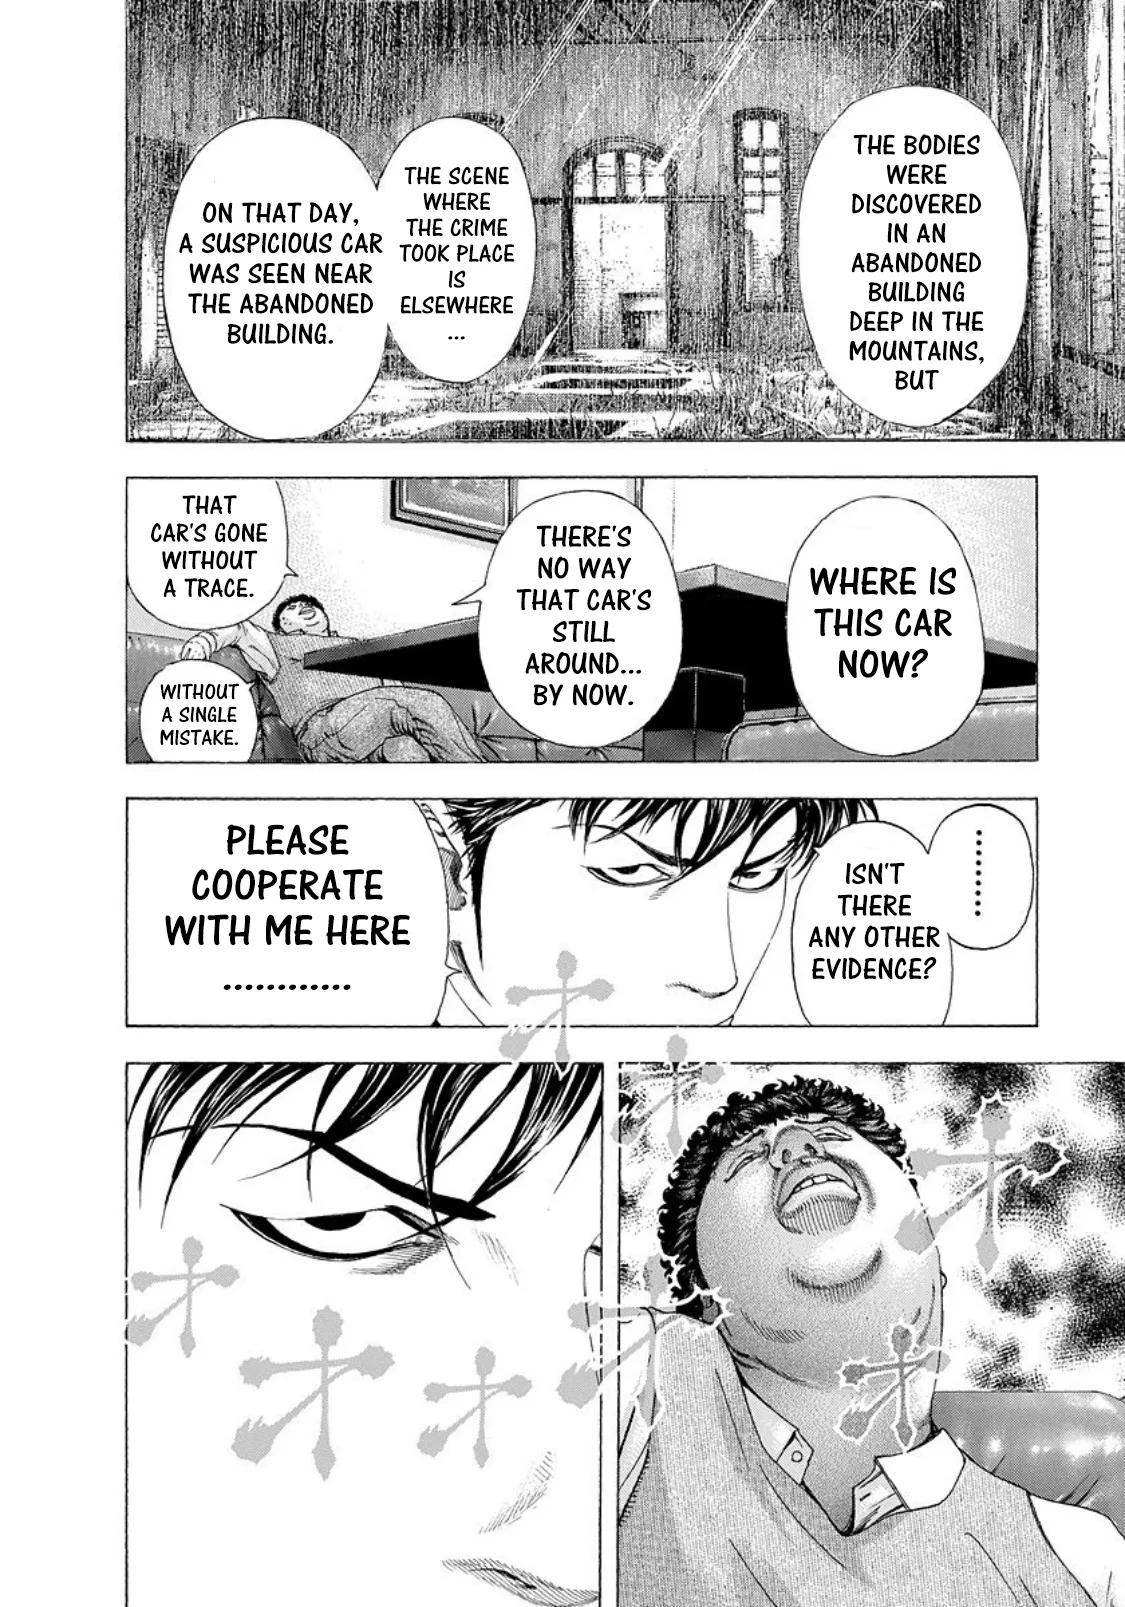 THE BODIES
WERE
DISCOVERED
IN AN
ABANDONED
BUILDING
DEEP IN THE
MOUNTAINS,
BUT
THE SCENE
WHERE
THE CRIME
TOOK PLACE
IS
ELSEWHERE
...
ON THAT DAY,
A SUSPICIOUS CAR
WAS SEEN NEAR
THE ABANDONED
BUILDING.
WHERE IS
THIS CAR
NOW?
THERE'S
NO WAY
THAT CAR'S
STILL
AROUND...
BY NOW.
THAT
CAR'S GONE
WITHOUT
A TRACE.
WITHOUT
A SINGLE
MISTAKE.
.........
ISN'T
THERE
ANY OTHER
EVIDENCE?
PLEASE
COOPERATE
WITH ME HERE
............
オ
オ
オ
オ
オ
オ
オ
オ
オ